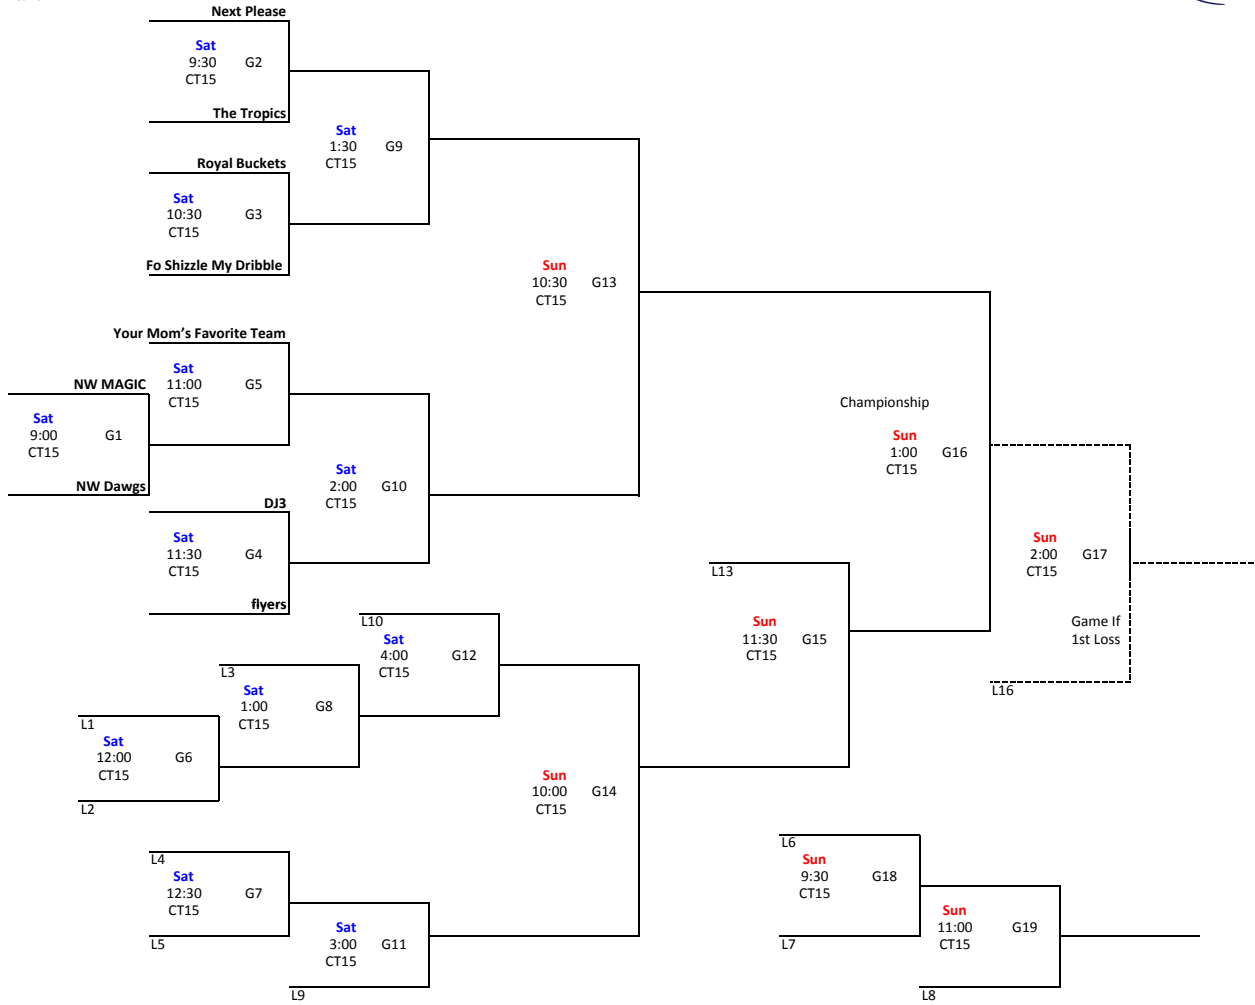 Next Please
Sat
9:30 G2
CT15
The Tropics
Sat
1:30 G9
CT15
Royal Buckets
Sat
10:30 G3
CT15
Fo Shizzle My Dribble
Sun
10:30 G13
CT15
Your Mom’s Favorite Team
Sat
11:00 G5
CT15
NW MAGIC
Sat
9:00 G1
CT15
NW Dawgs
Sat
2:00 G10
CT15
DJ3
Sat
11:30 G4
CT15
flyers
Championship
Sun
1:00 G16
CT15
Sun
2:00 G17
CT15
Game If
1st Loss
L16
L13
Sun
11:30 G15
CT15
L10
Sat
4:00 G12
CT15
L3
Sat
1:00 G8
CT15
L1
Sat
12:00 G6
CT15
L2
Sun
10:00 G14
CT15
L4
Sat
12:30 G7
CT15
L5
Sat
3:00 G11
CT15
L9
L6
Sun
9:30 G18
CT15
L7
Sun
11:00 G19
CT15
L8